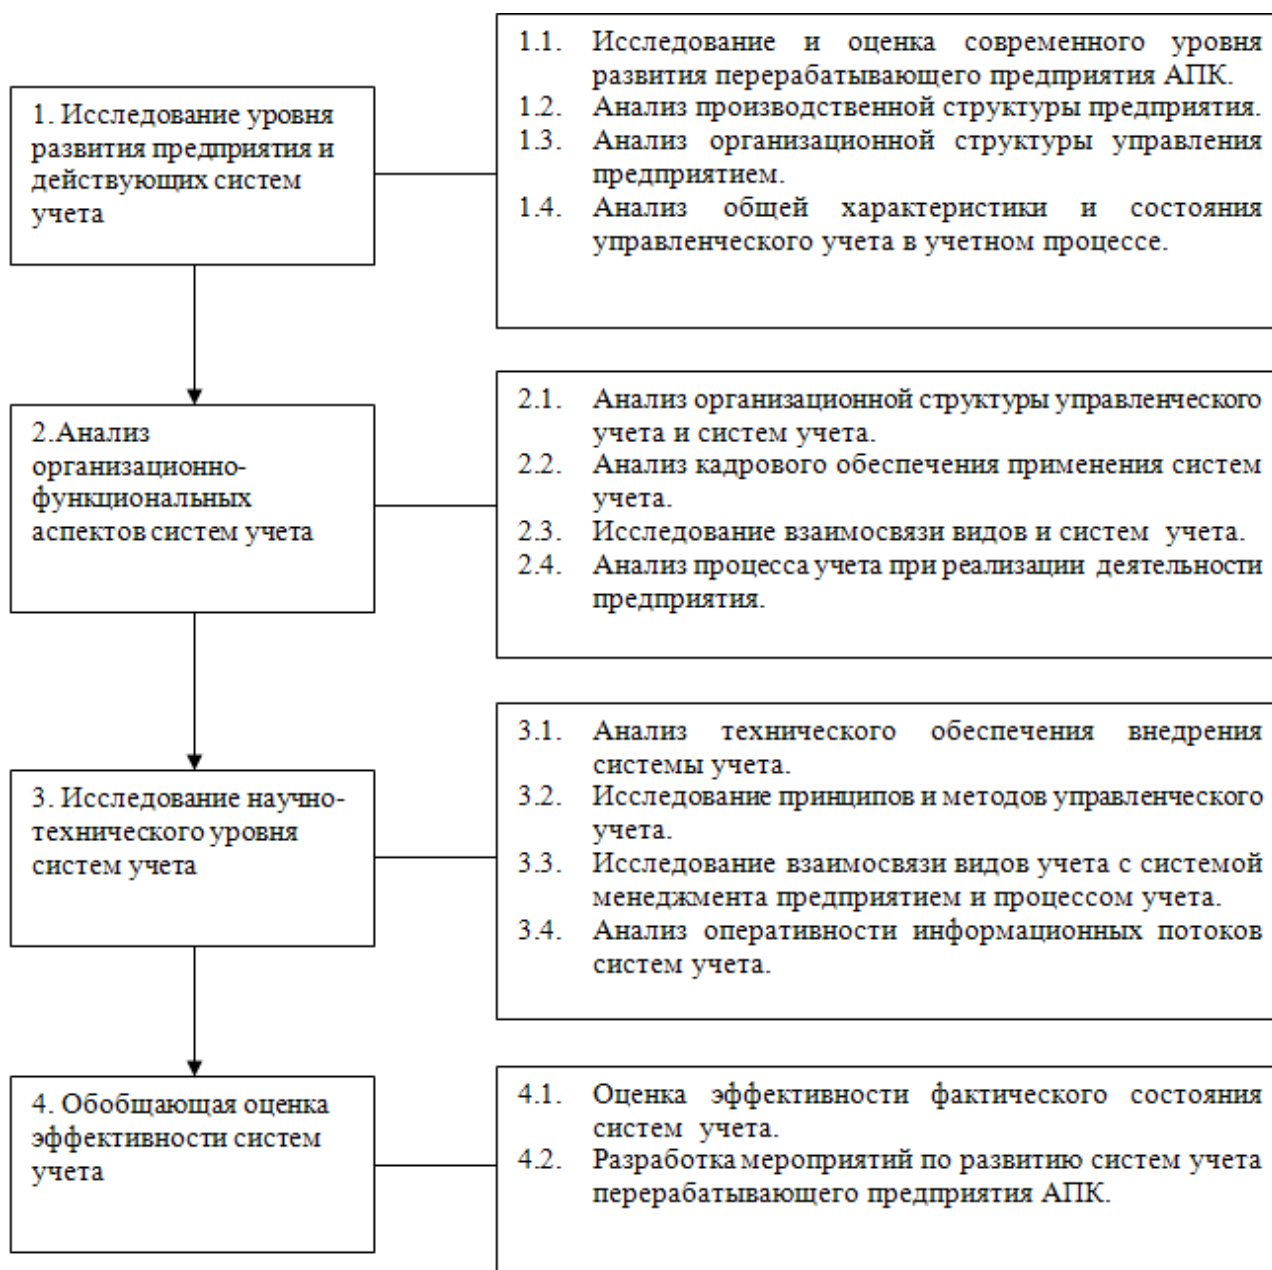 1. Исследование уровня
развития предприятия и
действующих систем
учета
1.1. Исследование и оценка современного уровня
развития перерабатывающего предприятия АПК.
1.2. Анализ производственной структуры предприятия.
1.3. Анализ организационной структуры управления
предприятием.
1.4. Анализ общей характеристики и состояния
управленческого учета в учетном процессе.
2.Анализ
организационно-
функциональных
аспектов систем учета
2.1. Анализ организационной структуры управленческого
учета и систем учета.
2.2. Анализ кадрового обеспечения применения систем
учета.
2.3. Исследование взаимосвязи видов и систем учета.
2.4. Анализ процесса учета при реализации деятельности
предприятия.
3. Исследование научно-
технического уровня
систем учета
3.1. Анализ технического обеспечения внедрения
системы учета.
3.2. Исследование принципов и методов управленческого
учета.
3.3. Исследование взаимосвязи видов учета с системой
менеджмента предприятием и процессом учета.
3.4. Анализ оперативности информационных потоков
систем учета.
4. Обобщающая оценка
эффективности систем
учета
4.1. Оценка эффективности фактического состояния
систем учета.
4.2. Разработка мероприятий по развитию систем учета
перерабатывающего предприятия АПК.